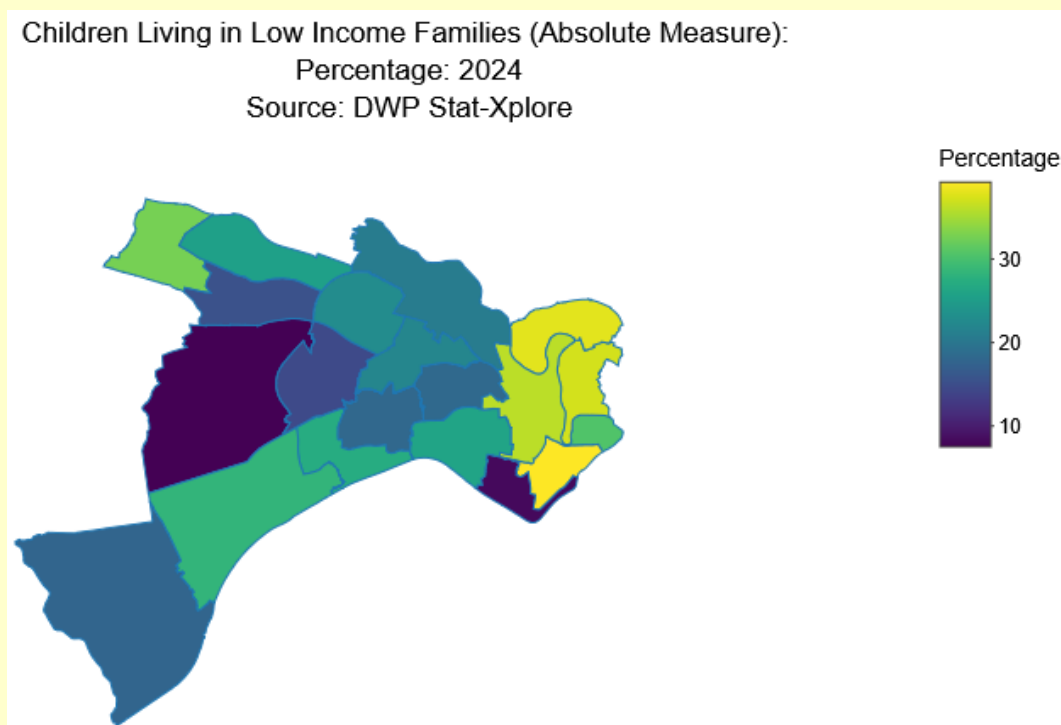 Children Living in Low Income Families (Absolute Measure):
Percentage: 2024
Source: DWP Stat-Xplore
Percentage
30
20
10